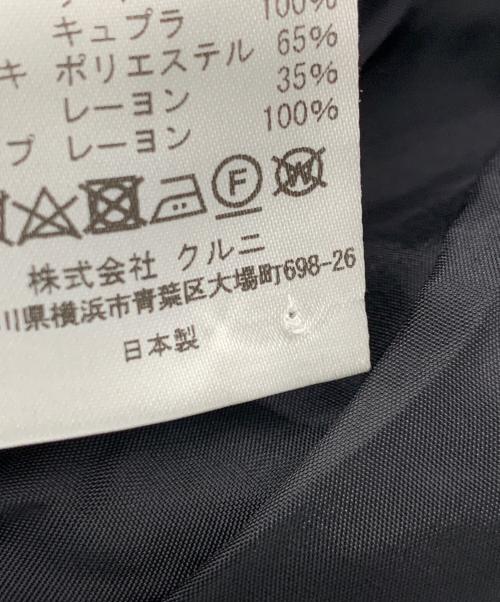 100%
キュプラ 65%
キ ポリエステル 35%
レーヨン 100%
プ レーヨン
F
W
株式会社 クルニ
川県横浜市青葉区大場町698-26
日本製